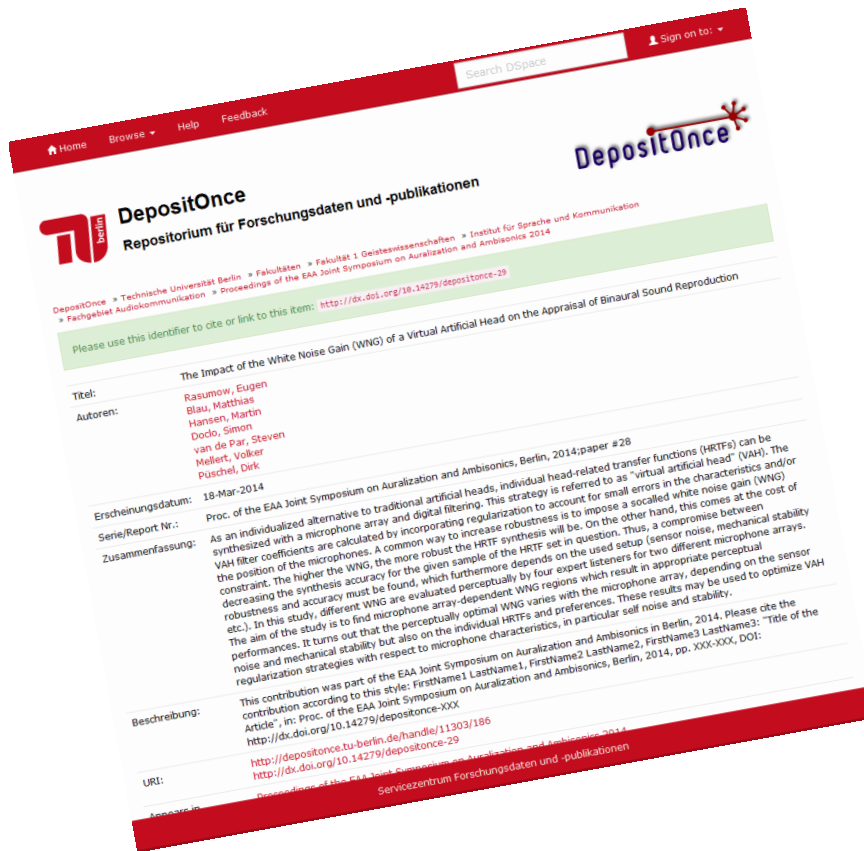 Home Browse Help Feedback Search DSpace Sign on to:
TU berlin
DepositOnce
Repositorium für Forschungsdaten und -publikationen
DepositOnce
DepositOnce » Technische Universität Berlin » Fakultäten » Fakultät 1 Geisteswissenschaften » Institut für Sprache und Kommunikation
» Fachgebiet Audiokommunikation » Proceedings of the EAA Joint Symposium on Auralization and Ambisonics 2014
Please use this identifier to cite or link to this item: http://dx.doi.org/10.14279/depositonce-29
Titel: The Impact of the White Noise Gain (WNG) of a Virtual Artificial Head on the Appraisal of Binaural Sound Reproduction
Autoren: Rasumow, Eugen
Blau, Matthias
Hansen, Martin
Doclo, Simon
van de Par, Steven
Mellert, Volker
Püschel, Dirk
Erscheinungsdatum: 18-Mar-2014
Serie/Report Nr.: Proc. of the EAA Joint Symposium on Auralization and Ambisonics, Berlin, 2014;paper #28
Zusammenfassung: As an individualized alternative to traditional artificial heads, individual head-related transfer functions (HRTFs) can be
synthesized with a microphone array and digital filtering. This strategy is referred to as "virtual artificial head" (VAH). The
VAH filter coefficients are calculated by incorporating regularization to account for small errors in the characteristics and/or
the position of the microphones. A common way to increase robustness is to impose a socalled white noise gain (WNG)
constraint. The higher the WNG, the more robust the HRTF synthesis will be. On the other hand, this comes at the cost of
decreasing the synthesis accuracy for the given sample of the HRTF set in question. Thus, a compromise between
robustness and accuracy must be found, which furthermore depends on the used setup (sensor noise, mechanical stability
etc.). In this study, different WNG are evaluated perceptually by four expert listeners for two different microphone arrays.
The aim of the study is to find microphone array-dependent WNG regions which result in appropriate perceptual
performances. It turns out that the perceptually optimal WNG varies with the microphone array, depending on the sensor
noise and mechanical stability but also on the individual HRTFs and preferences. These results may be used to optimize VAH
regularization strategies with respect to microphone characteristics, in particular self noise and stability.
Beschreibung: This contribution was part of the EAA Joint Symposium on Auralization and Ambisonics in Berlin, 2014. Please cite the
contribution according to this style: FirstName1 LastName1, FirstName2 LastName2, FirstName3 LastName3: "Title of the
Article", in: Proc. of the EAA Joint Symposium on Auralization and Ambisonics, Berlin, 2014, pp. XXX-XXX, DOI:
http://dx.doi.org/10.14279/depositonce-XXX
URI: http://depositonce.tu-berlin.de/handle/11303/186
http://dx.doi.org/10.14279/depositonce-29
Appears in Proceedings of the EAA Joint Symposium on Auralization and Ambisonics 2014
Servicezentrum Forschungsdaten und -publikationen